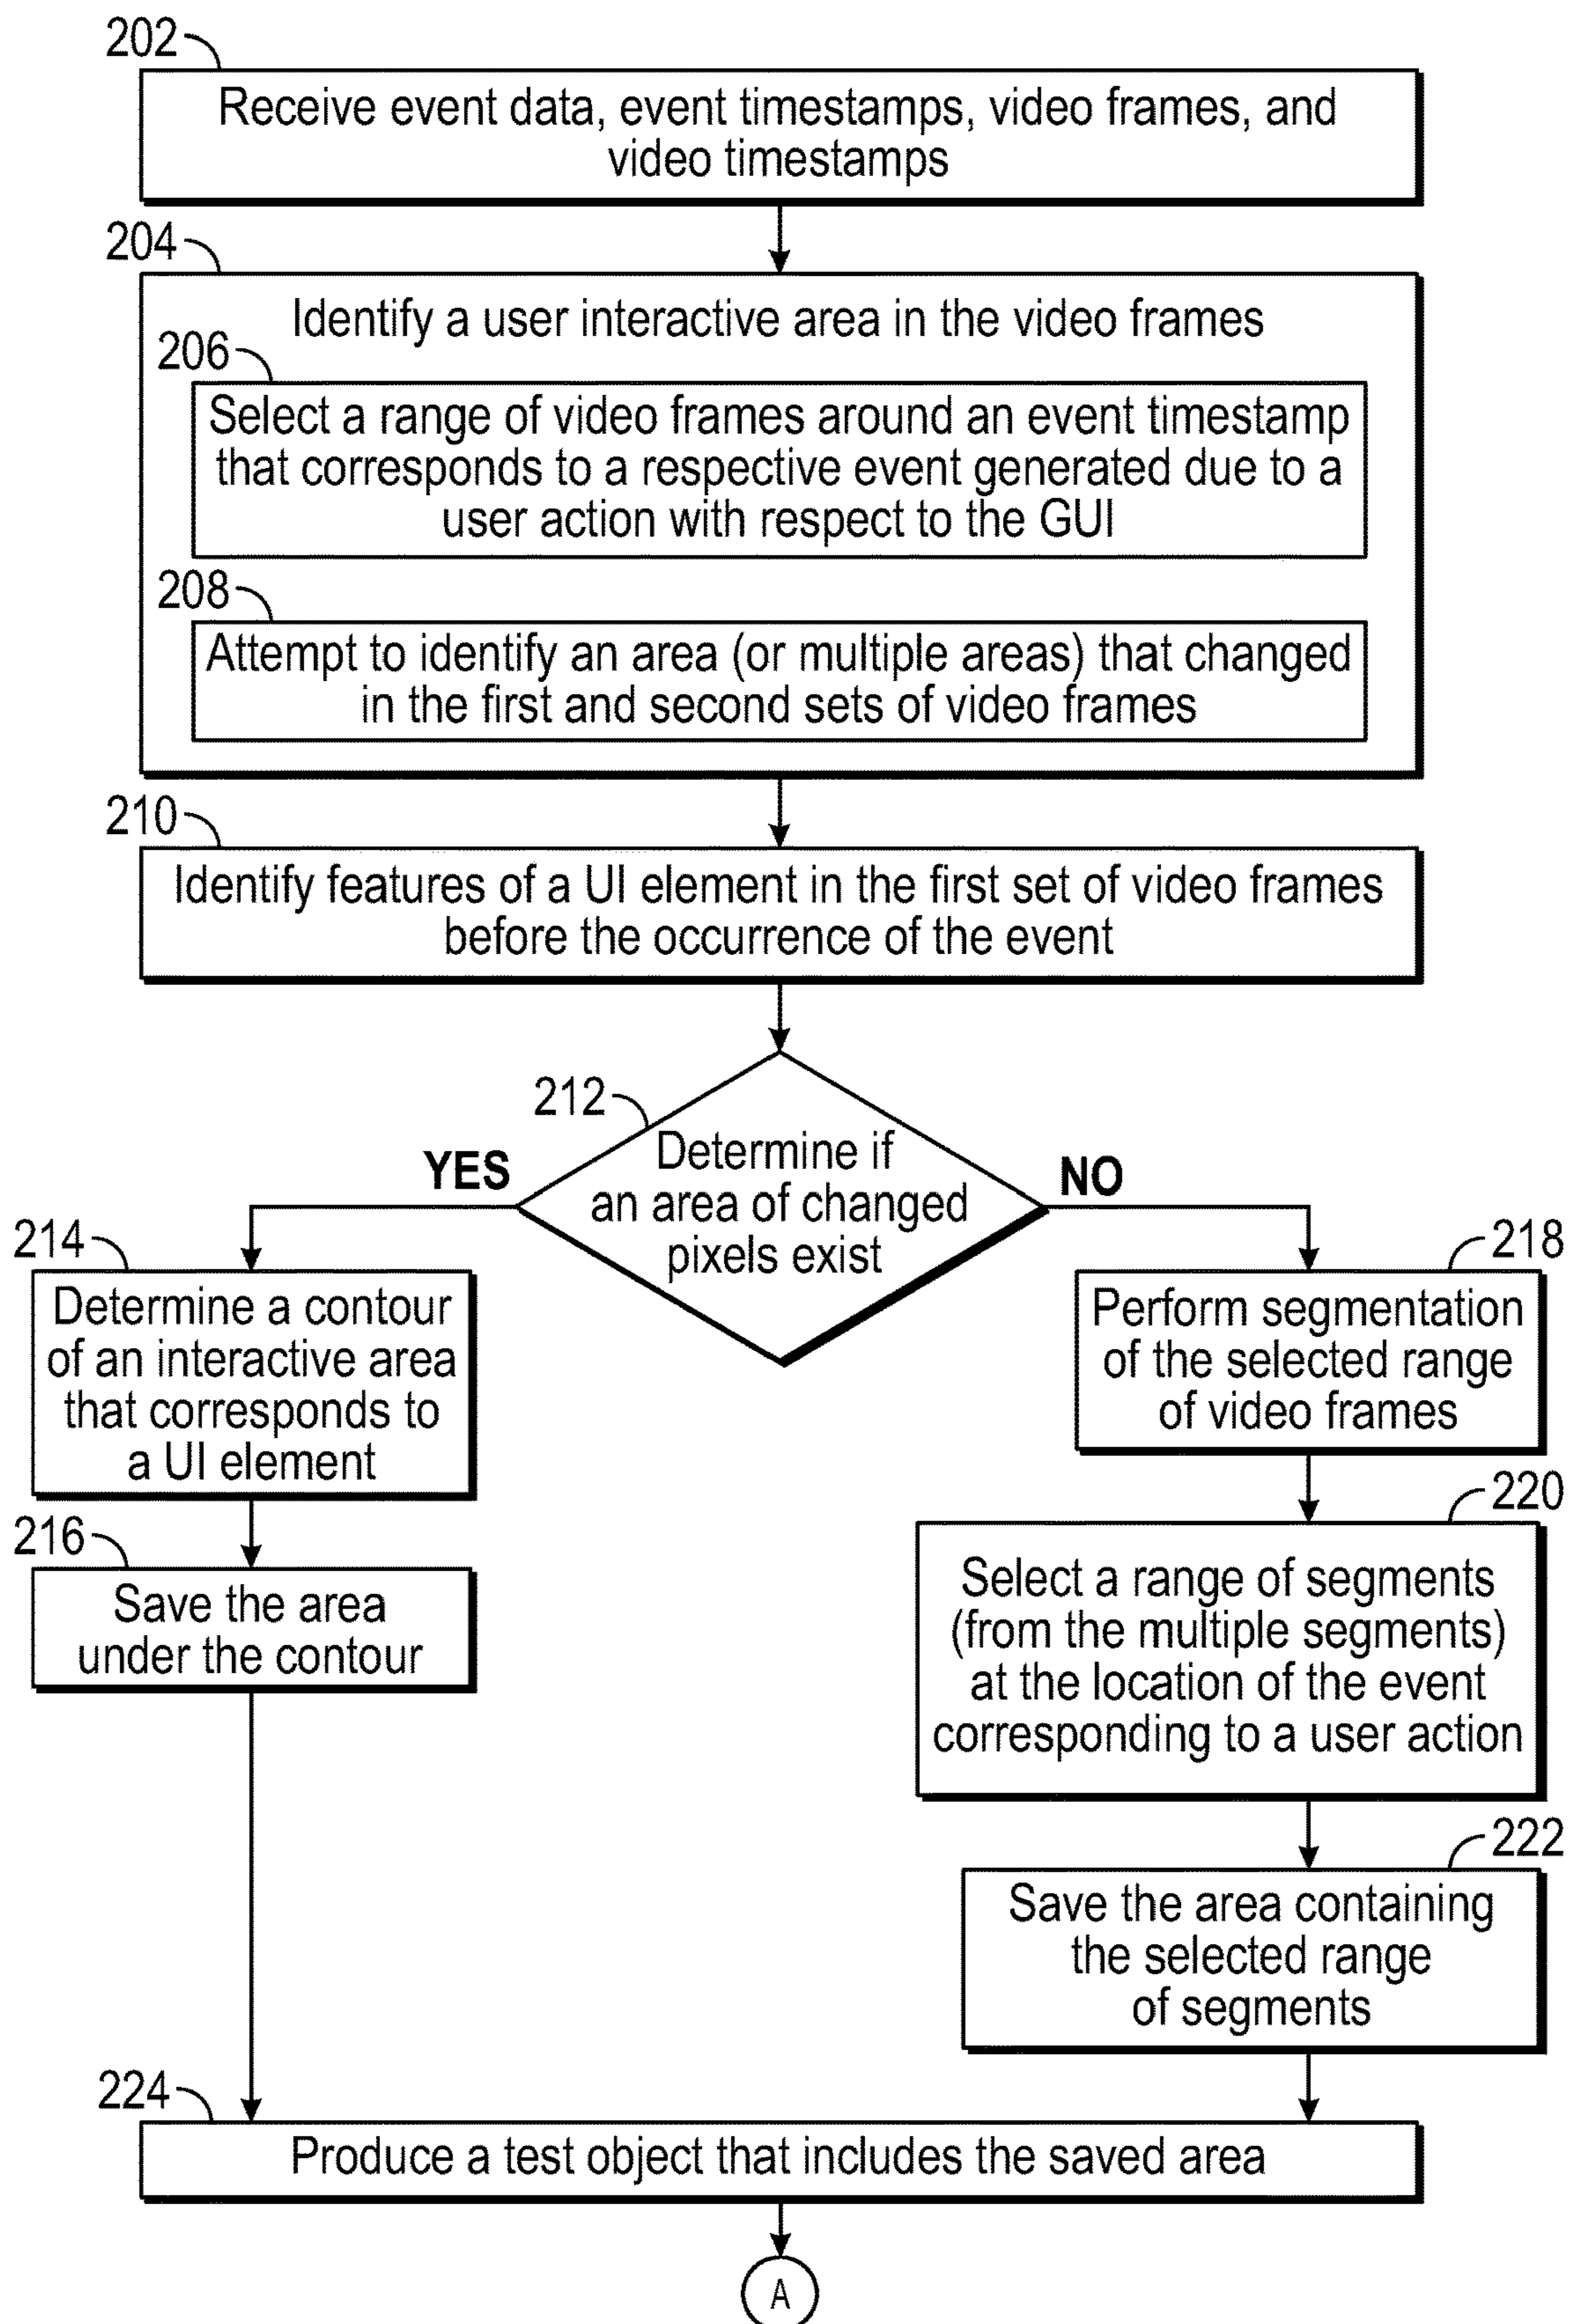 202
Receive event data, event timestamps, video frames, and
video timestamps
204
Identify a user interactive area in the video frames
206
Select a range of video frames around an event timestamp
that corresponds to a respective event generated due to a
user action with respect to the GUI
208
Attempt to identify an area (or multiple areas) that changed
in the first and second sets of video frames
210
Identify features of a UI element in the first set of video frames
before the occurrence of the event
212
Determine if
an area of changed
pixels exist
YES
NO
214
Determine a contour
of an interactive area
that corresponds to
a UI element
216
Save the area
under the contour
218
Perform segmentation
of the selected range
of video frames
220
Select a range of segments
(from the multiple segments)
at the location of the event
corresponding to a user action
222
Save the area containing
the selected range
of segments
224
Produce a test object that includes the saved area
A